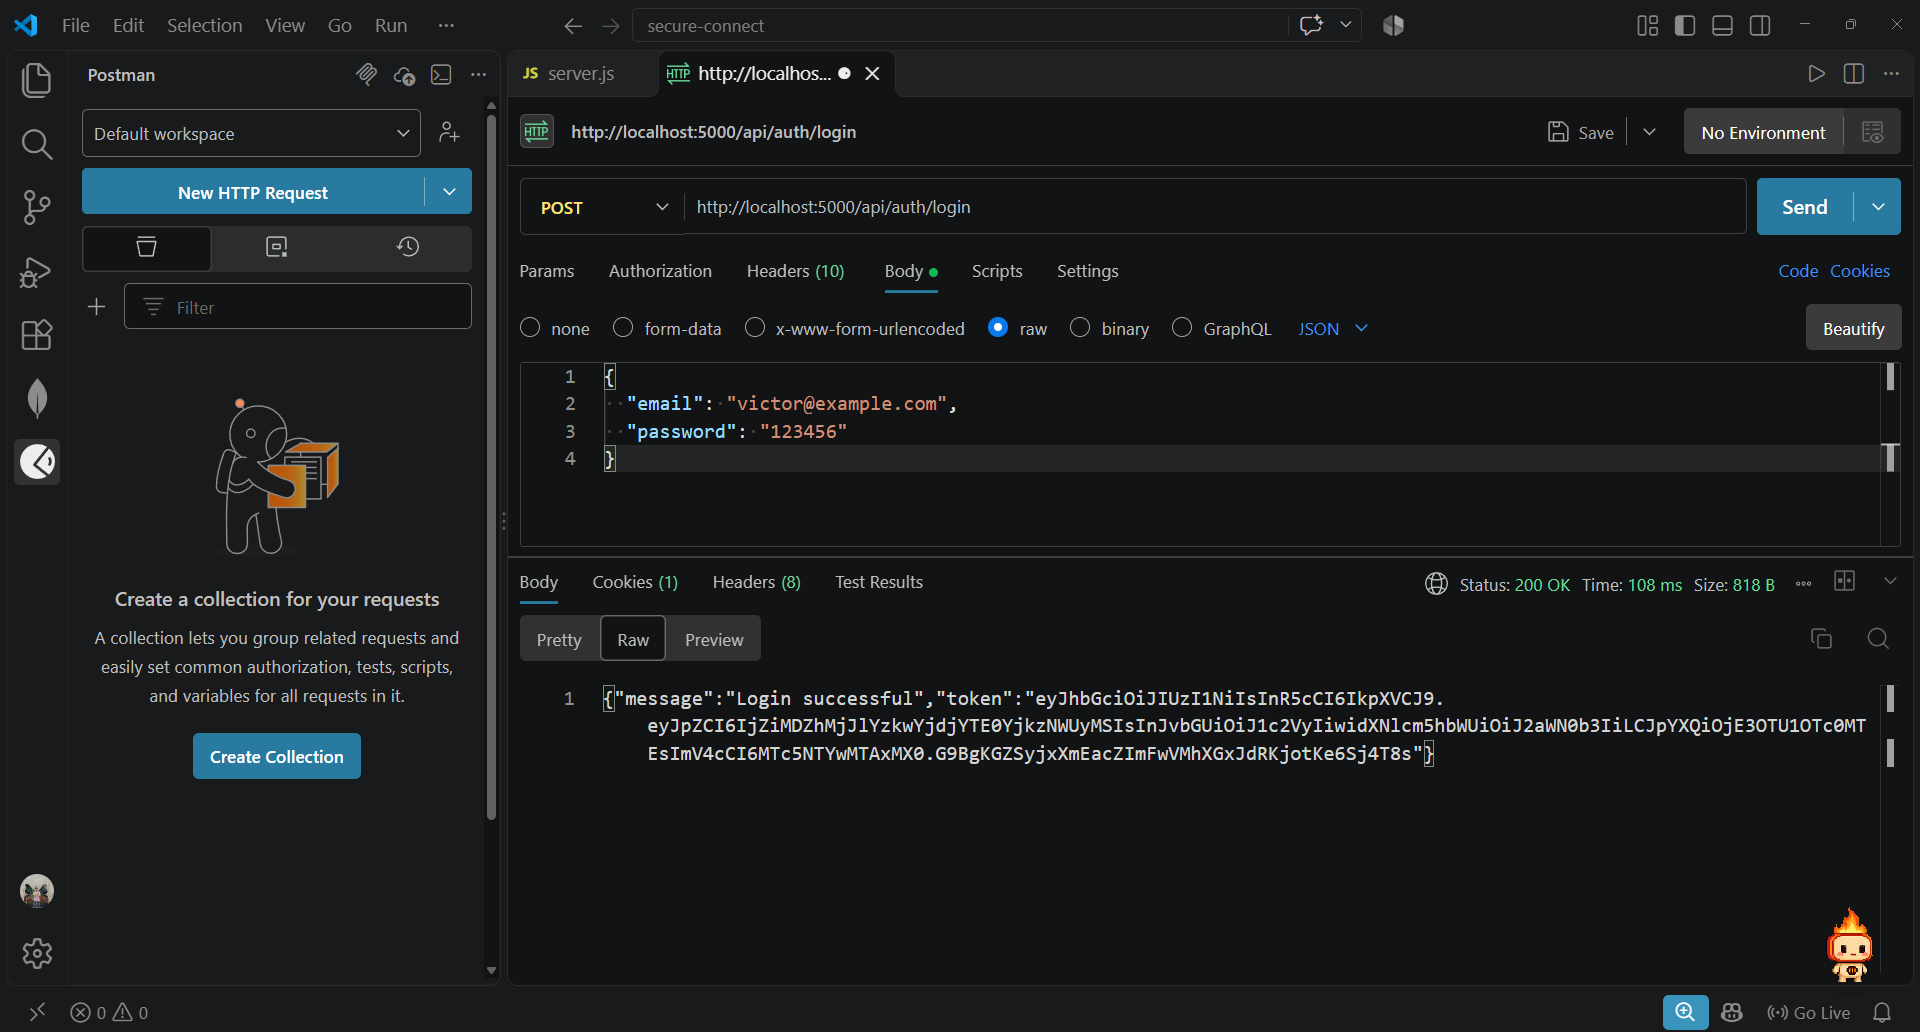 File Edit Selection View Go Run ···
secure-connect
Postman
Default workspace
New HTTP Request
Filter
Create a collection for your requests
A collection lets you group related requests and
easily set common authorization, tests, scripts,
and variables for all requests in it.
Create Collection
JS server.js
HTTP http://localhos...
HTTP http://localhost:5000/api/auth/login
Save
No Environment
POST http://localhost:5000/api/auth/login
Send
Params Authorization Headers (10) Body Scripts Settings
Code Cookies
none form-data x-www-form-urlencoded raw binary GraphQL JSON
Beautify
1 {
2 "email": "victor@example.com",
3 "password": "123456"
4 }
Body Cookies (1) Headers (8) Test Results
Status: 200 OK Time: 108 ms Size: 818 B
Pretty Raw Preview
1 {"message":"Login successful","token":"eyJhbGciOiJIUzI1NiIsInR5cCI6IkpXVCJ9.
eyJpZCI6IjZiMDZhMjJlYzkwYjdjYTE0YjkzNWUyMSIsInJvbGUiOiJ1c2VyIiwidXNlcm5hbWUiOiJ2aWN0b3IiLCJpYXQiOjE3OTU1OTc0MT
EsImV4cCI6MTc5NTYwMTAxMX0.G9BgKGZSyjxXmEacZImFwVMhXGxJdRKjotKe6Sj4T8s"}
0 0
Go Live